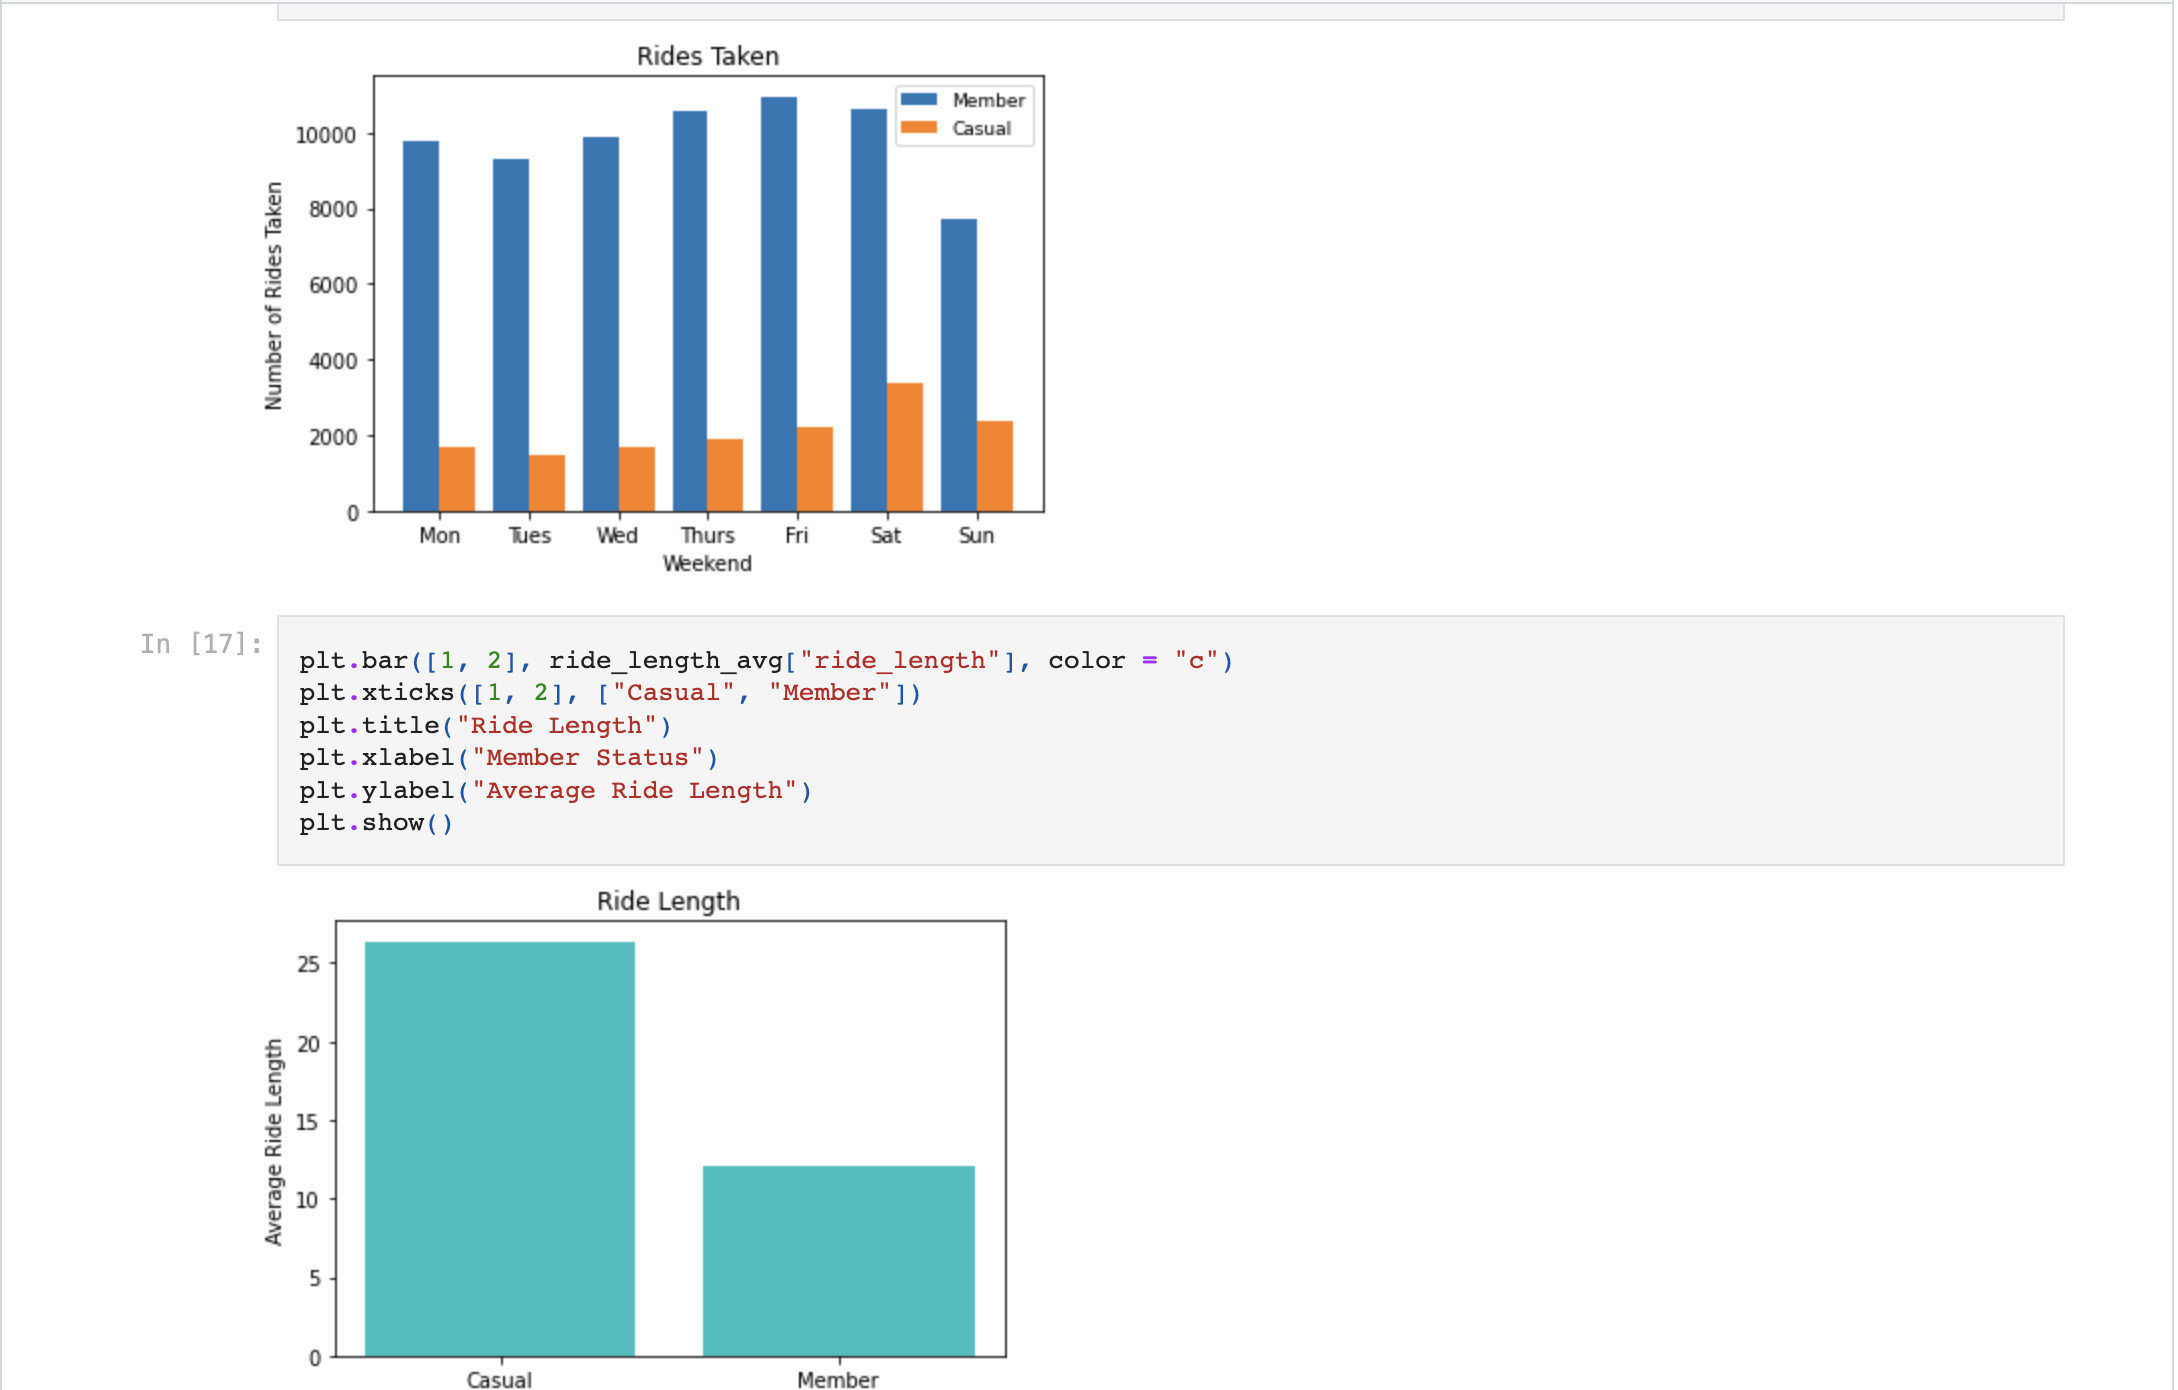 Rides Taken
Member
Casual
10000
8000
6000
4000
2000
0
Number of Rides Taken
Mon Tues Wed Thurs Fri Sat Sun
Weekend
In [17]:
plt.bar([1, 2], ride_length_avg["ride_length"], color = "c")
plt.xticks([1, 2], ["Casual", "Member"])
plt.title("Ride Length")
plt.xlabel("Member Status")
plt.ylabel("Average Ride Length")
plt.show()
Ride Length
25
20
15
10
5
0
Average Ride Length
Casual Member